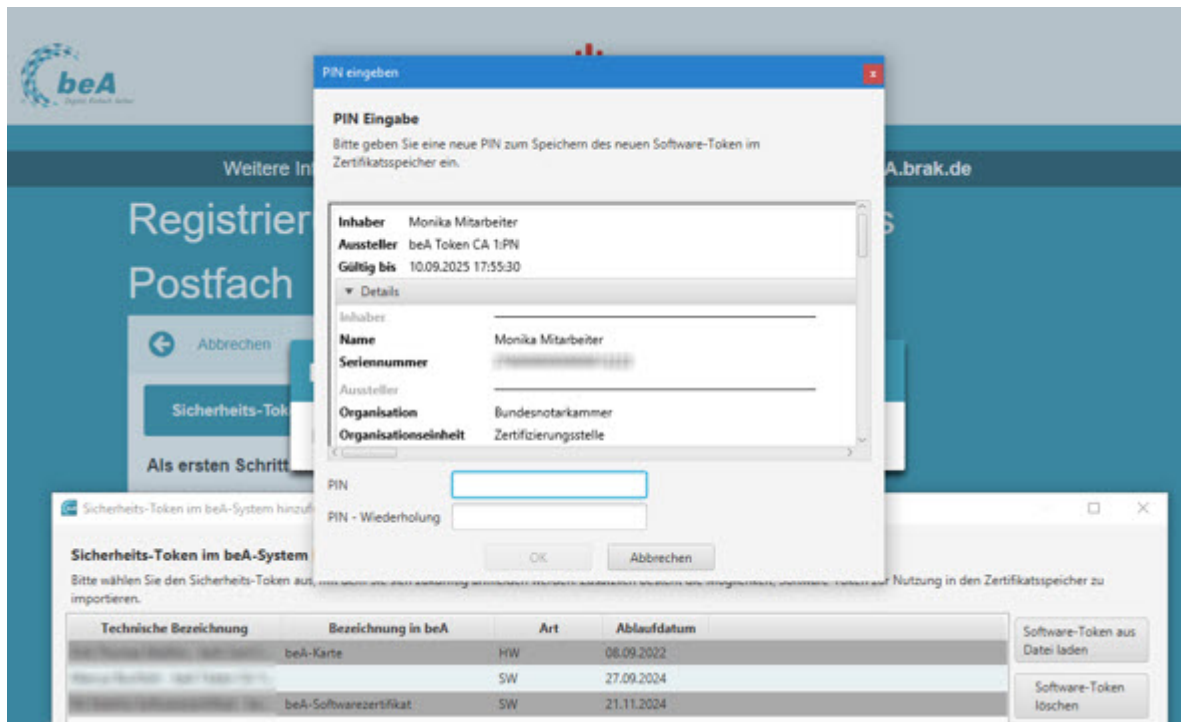 beA
PIN eingeben
x
PIN Eingabe
Bitte geben Sie eine neue PIN zum Speichern des neuen Software-Token im
Zertifikatsspeicher ein.
Weitere
A.brak.de
Registrier
s
Postfach
Inhaber Monika Mitarbeiter
Aussteller beA Token CA 1:PN
Gültig bis 10.09.2025 17:55:30
Details
Inhaber
Name Monika Mitarbeiter
Seriennummer
Aussteller
Organisation Bundesnotarkammer
Organisationseinheit Zertifizierungsstelle
Abbrechen
Sicherheits-Tok
Als ersten Schritt
PIN
PIN - Wiederholung
OK Abbrechen
Sicherheits-Token im beA-System hinzuf
Sicherheits-Token im beA-System
Bitte wählen Sie den Sicherheits-Token aus, Nutzung in den Zertifikatsspeicher zu
importieren.
Technische Bezeichnung Bezeichnung in beA Art Ablaufdatum
beA-Karte HW 08.09.2022
SW 27.09.2024
beA-Softwarezertifikat SW 21.11.2024
Software-Token aus
Datei laden
Software-Token
löschen